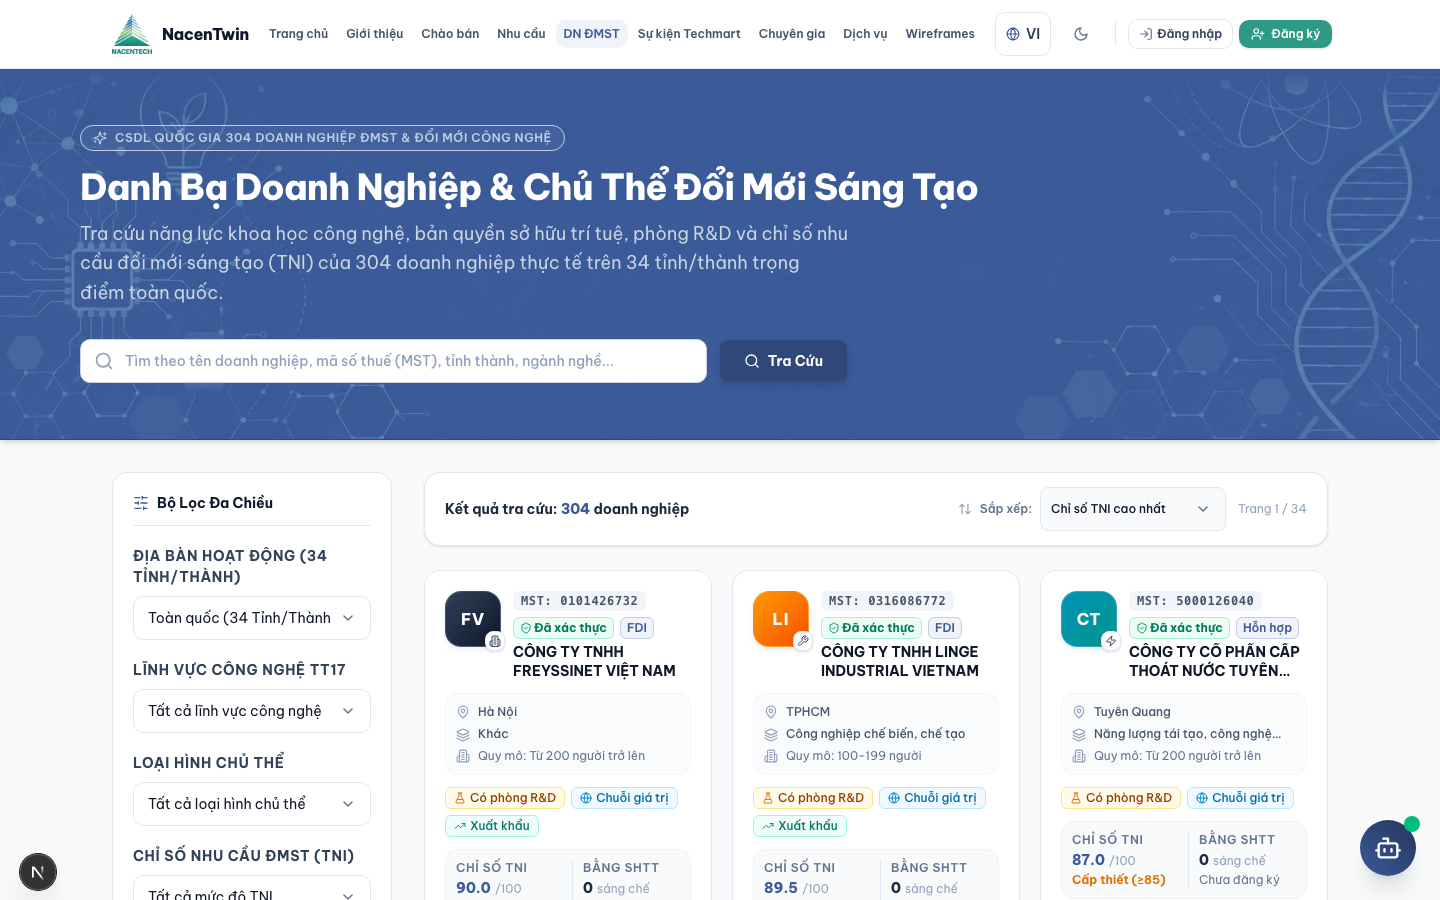 NACENTECH
NacenTwin
Trang chủ
Giới thiệu
Chào bán
Nhu cầu
DN ĐMST
Sự kiện Techmart
Chuyên gia
Dịch vụ
Wireframes
VI
Đăng nhập
Đăng ký
CSDL QUỐC GIA 304 DOANH NGHIỆP ĐMST & ĐỔI MỚI CÔNG NGHỆ
Danh Bạ Doanh Nghiệp & Chủ Thể Đổi Mới Sáng Tạo
Tra cứu năng lực khoa học công nghệ, bản quyền sở hữu trí tuệ, phòng R&D và chỉ số nhu
cầu đổi mới sáng tạo (TNI) của 304 doanh nghiệp thực tế trên 34 tỉnh/thành trọng
điểm toàn quốc.
Tìm theo tên doanh nghiệp, mã số thuế (MST), tỉnh thành, ngành nghề...
Tra Cứu
Bộ Lọc Đa Chiều
ĐỊA BÀN HOẠT ĐỘNG (34
TỈNH/THÀNH)
Toàn quốc (34 Tỉnh/Thành
LĨNH VỰC CÔNG NGHỆ TT17
Tất cả lĩnh vực công nghệ
LOẠI HÌNH CHỦ THỂ
Tất cả loại hình chủ thể
CHỈ SỐ NHU CẦU ĐMST (TNI)
Tất cả mức độ TNI
Kết quả tra cứu: 304 doanh nghiệp
Sắp xếp:
Chỉ số TNI cao nhất
Trang 1 / 34
FV
MST: 0101426732
Đã xác thực
FDI
CÔNG TY TNHH
FREYSSINET VIỆT NAM
Hà Nội
Khác
Quy mô: Từ 200 người trở lên
Có phòng R&D
Chuỗi giá trị
Xuất khẩu
CHỈ SỐ TNI
90.0 /100
BẰNG SHTT
0 sáng chế
LI
MST: 0316086772
Đã xác thực
FDI
CÔNG TY TNHH LINGE
INDUSTRIAL VIETNAM
TPHCM
Công nghiệp chế biến, chế tạo
Quy mô: 100-199 người
Có phòng R&D
Chuỗi giá trị
Xuất khẩu
CHỈ SỐ TNI
89.5 /100
BẰNG SHTT
0 sáng chế
CT
MST: 5000126040
Đã xác thực
Hỗn hợp
CÔNG TY CỔ PHẦN CẤP
THOÁT NƯỚC TUYÊN...
Tuyên Quang
Năng lượng tái tạo, công nghệ...
Quy mô: Từ 200 người trở lên
Có phòng R&D
Chuỗi giá trị
CHỈ SỐ TNI
87.0 /100
Cấp thiết (≥85)
BẰNG SHTT
0 sáng chế
Chưa đăng ký
N